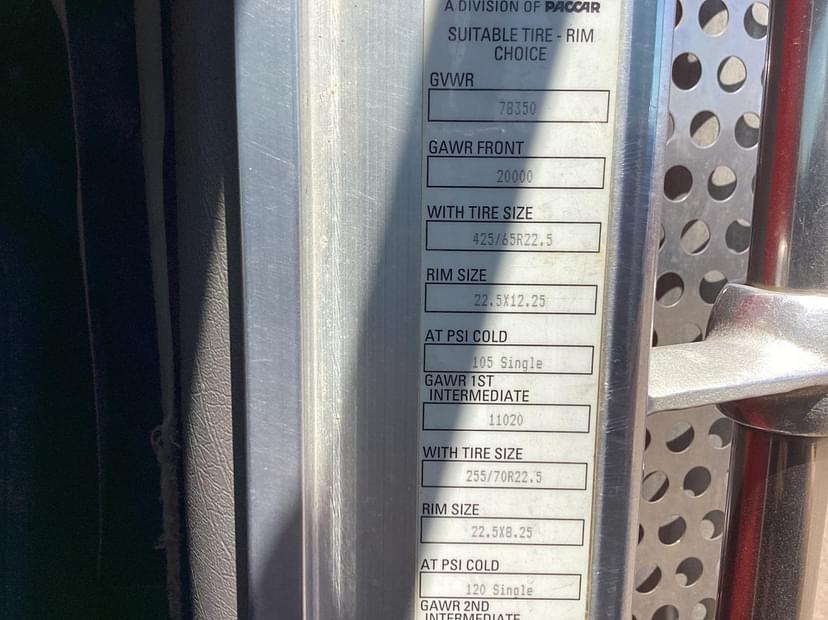 A DIVISION OF PACCAR
SUITABLE TIRE - RIM
CHOICE
GVWR
78350
GAWR FRONT
20000
WITH TIRE SIZE
425/65R22.5
RIM SIZE
22.5X12.25
AT PSI COLD
105 Single
GAWR 1ST
INTERMEDIATE
11020
WITH TIRE SIZE
255/70R22.5
RIM SIZE
22.5X8.25
AT PSI COLD
120 Single
GAWR 2ND
INTERMEDIATE